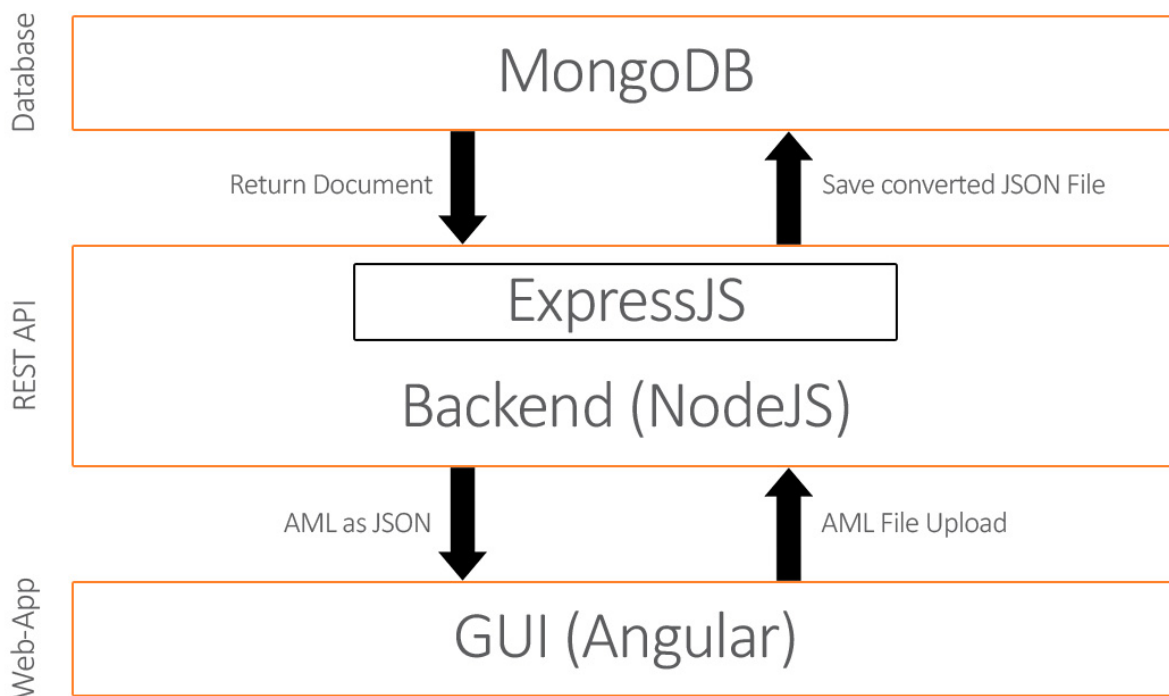 Database
MongoDB
Return Document
Save converted JSON File
REST API
ExpressJS
Backend (NodeJS)
AML as JSON
AML File Upload
Web-App
GUI (Angular)